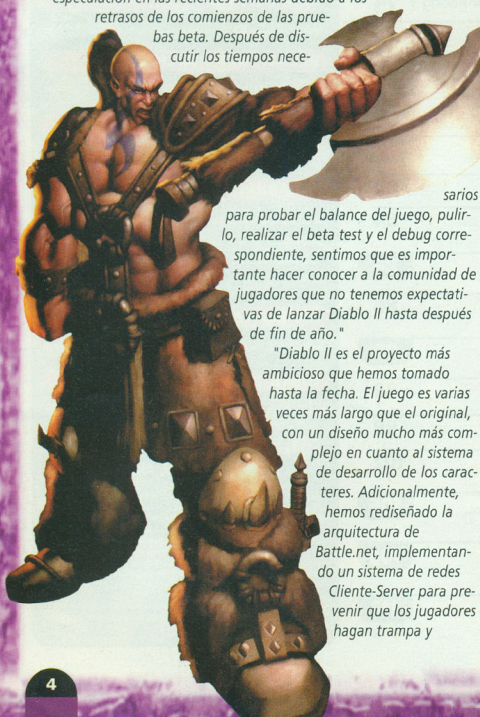 especulación en las recientes semanas debido a los
retrasos de los comienzos de las prue-
bas beta. Después de dis-
cutir los tiempos nece-
sarios
para probar el balance del juego, pulir-
lo, realizar el beta test y el debug corre-
spondiente, sentimos que es impor-
tante hacer conocer a la comunidad de
jugadores que no tenemos expectati-
vas de lanzar Diablo II hasta después
de fin de año."
"Diablo II es el proyecto más
ambicioso que hemos tomado
hasta la fecha. El juego es varias
veces más largo que el original,
con un diseño mucho más com-
plejo en cuanto al sistema
de desarrollo de los carac-
teres. Adicionalmente,
hemos rediseñado la
arquitectura de
Battle.net, implementan-
do un sistema de redes
Cliente-Server para pre-
venir que los jugadores
hagan trampa y
4